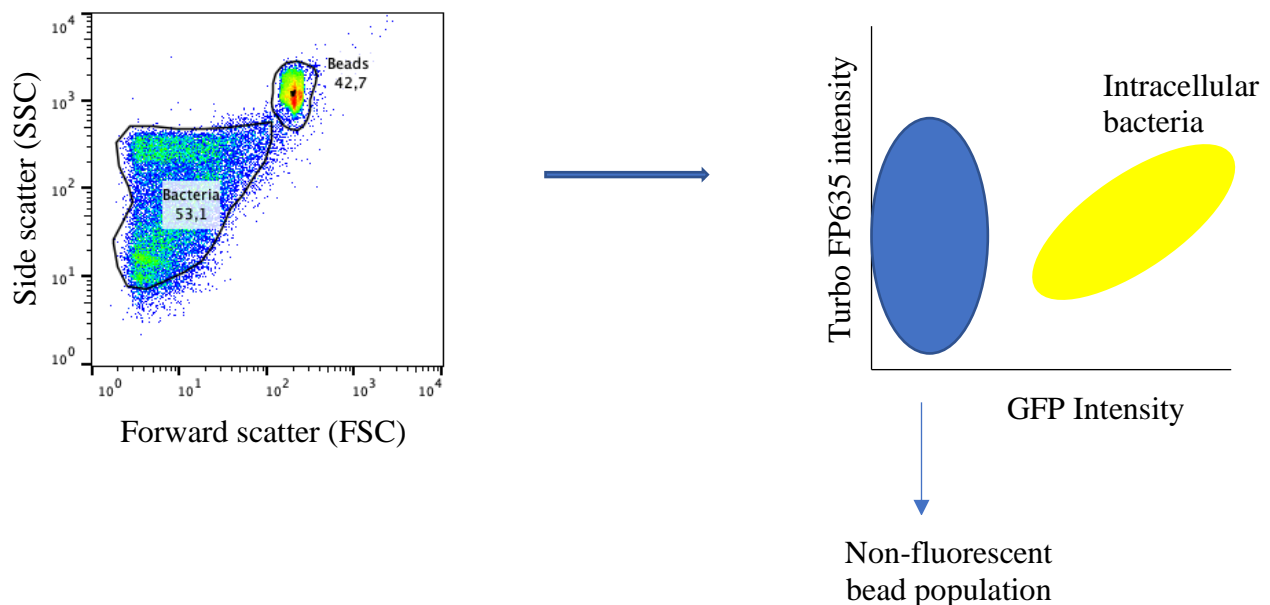 Side scatter (SSC)
10⁴
10³
10²
10¹
10⁰
Beads
42,7
Bacteria
53,1
10⁰ 10¹ 10² 10³ 10⁴
Forward scatter (FSC)
Turbo FP635 intensity
Intracellular
bacteria
GFP Intensity
Non-fluorescent
bead population